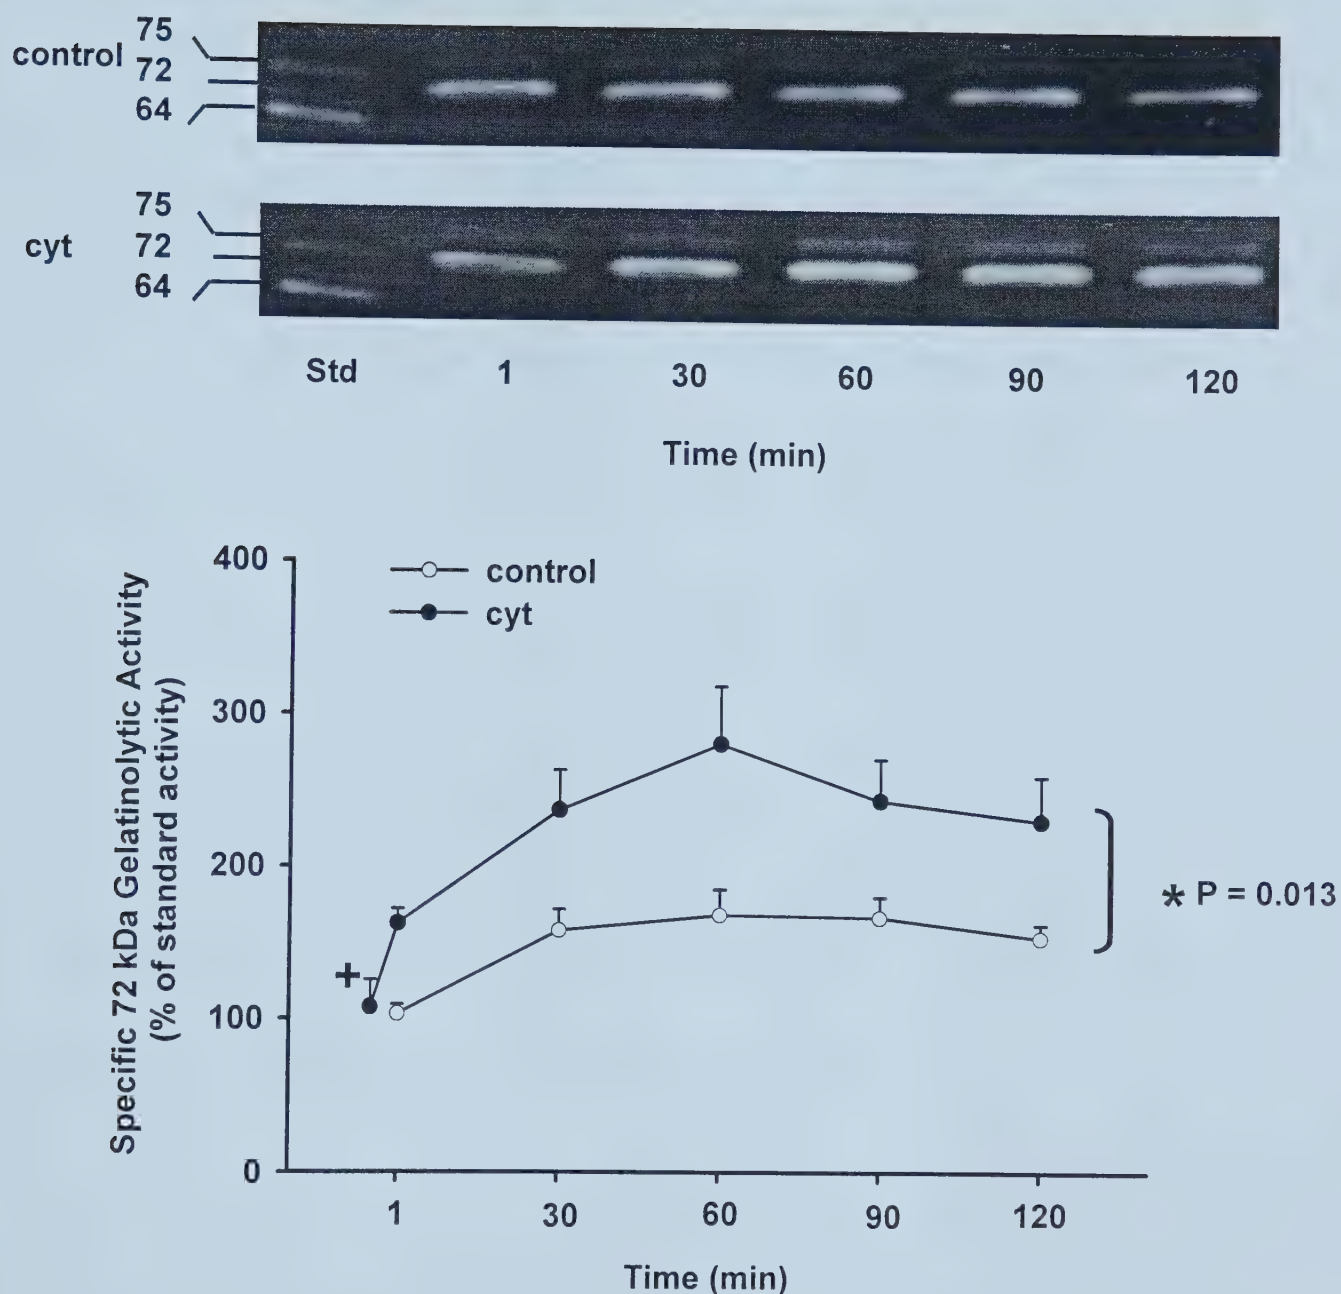 75
control 72
64
75
cyt 72
64
Std 1 30 60 90 120
Time (min)
Specific 72 kDa Gelatinolytic Activity
(% of standard activity)
400
300
200
100
0
control
cyt
+
* P = 0.013
1 30 60 90 120
Time (min)